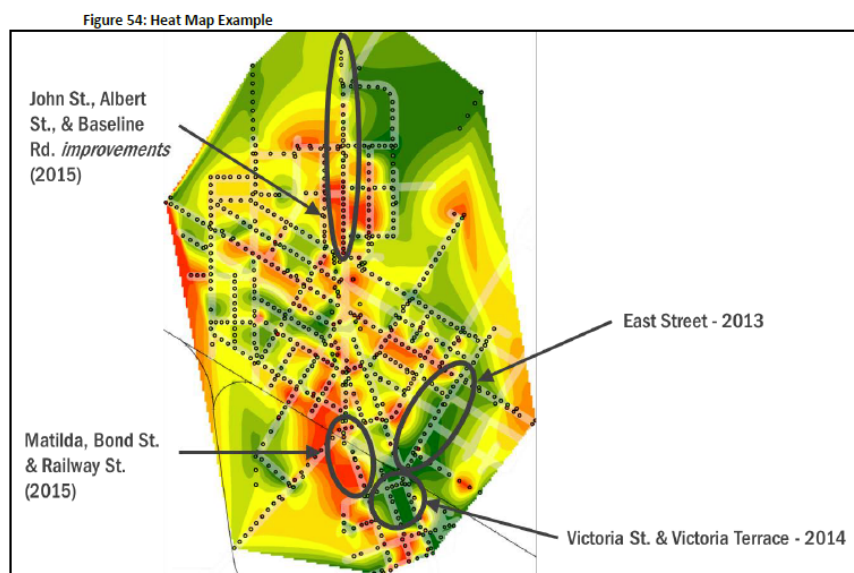 Figure 54: Heat Map Example
John St., Albert
St., & Baseline
Rd. improvements
(2015)
East Street - 2013
Matilda, Bond St.
& Railway St.
(2015)
Victoria St. & Victoria Terrace - 2014